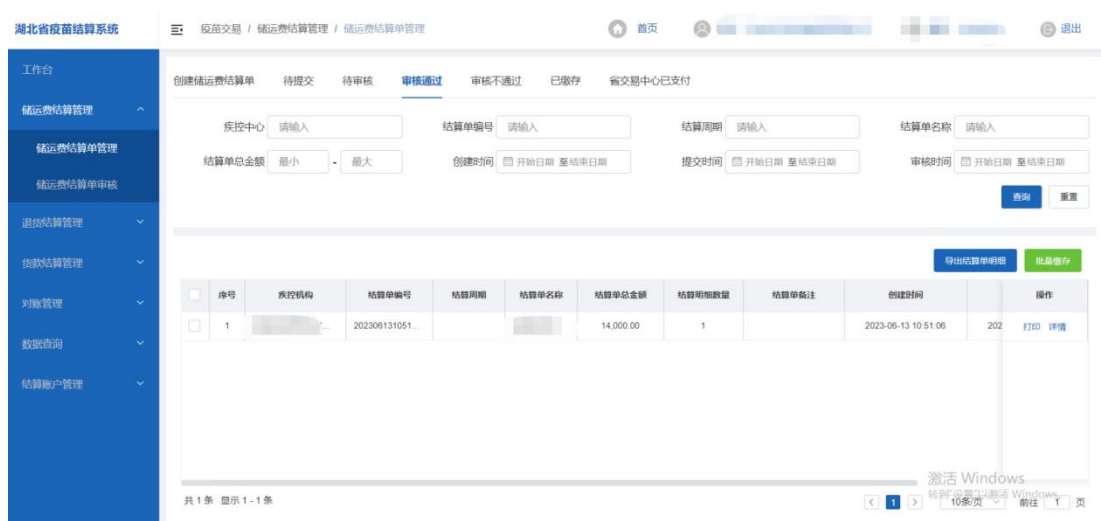 湖北省疫苗结算系统
疫苗交易 / 储运费结算管理 / 储运费结算单管理
首页
退出
工作台
储运费结算管理
储运费结算单管理
储运费结算单审核
退货结算管理
货款结算管理
对账管理
数据查询
结算账户管理
创建储运费结算单 待提交 待审核 审核通过 审核不通过 已缴存 省交易中心已支付
疾控中心 请输入 结算单编号 请输入 结算周期 请输入 结算单名称 请输入
结算单总金额 最小 - 最大 创建时间 开始日期 至结束日期 提交时间 开始日期 至结束日期 审核时间 开始日期 至结束日期
查询 重置
导出结算单明细 批量缴存
序号 疾控机构 结算单编号 结算周期 结算单名称 结算单总金额 结算明细数量 结算单备注 创建时间 操作
1 202306131051... 14,000.00 1 2023-06-13 10:51:06 202 打印 详情
激活 Windows
转到"设置"以激活 Windows。
共 1 条 显示 1 - 1 条
< 1 > 10条/页 前往 1 页